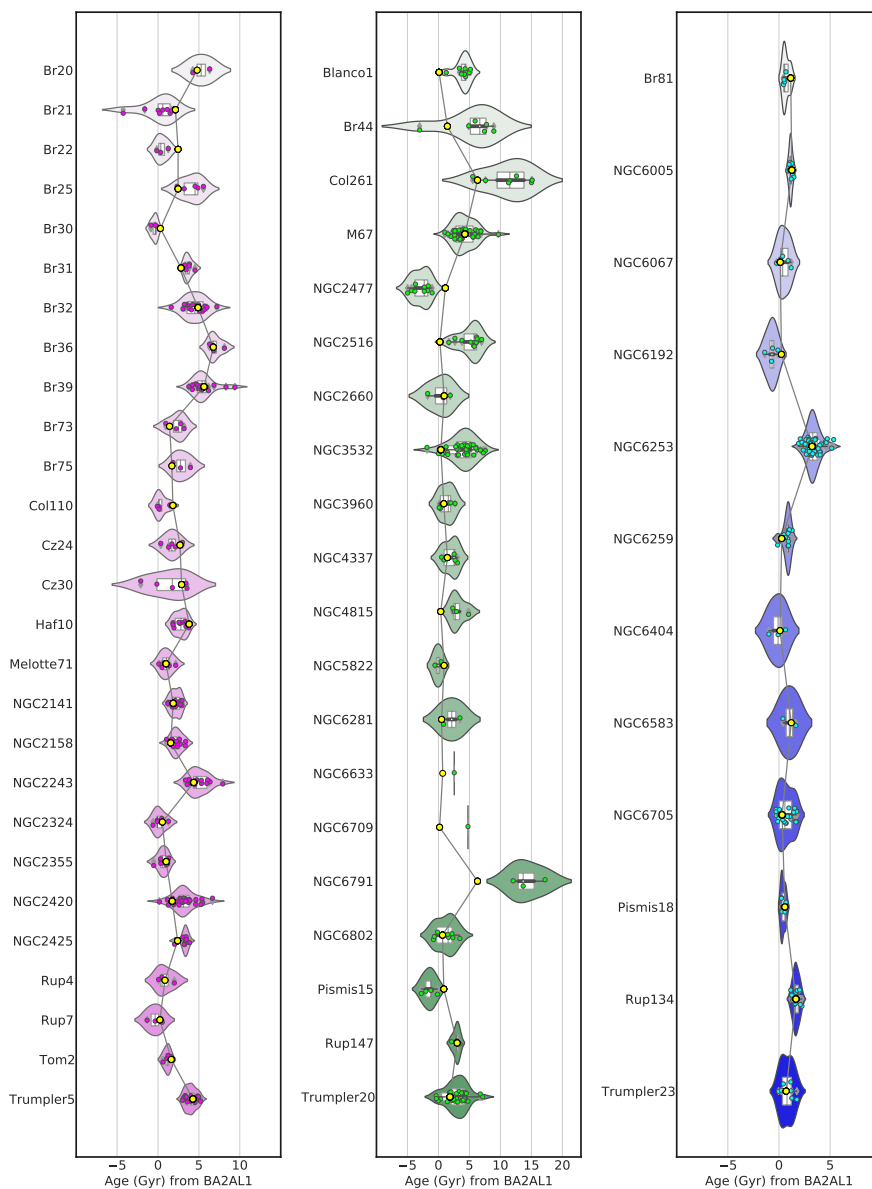 Br20
Br21
Br22
Br25
Br30
Br31
Br32
Br36
Br39
Br73
Br75
Col110
Cz24
Cz30
Haf10
Melotte71
NGC2141
NGC2158
NGC2243
NGC2324
NGC2355
NGC2420
NGC2425
Rup4
Rup7
Tom2
Trumpler5
−5 0 5 10
Age (Gyr) from BA2AL1
Blanco1
Br44
Col261
M67
NGC2477
NGC2516
NGC2660
NGC3532
NGC3960
NGC4337
NGC4815
NGC5822
NGC6281
NGC6633
NGC6709
NGC6791
NGC6802
Pismis15
Rup147
Trumpler20
−5 0 5 10 15 20
Age (Gyr) from BA2AL1
Br81
NGC6005
NGC6067
NGC6192
NGC6253
NGC6259
NGC6404
NGC6583
NGC6705
Pismis18
Rup134
Trumpler23
0 5
Age (Gyr) from BA2AL1